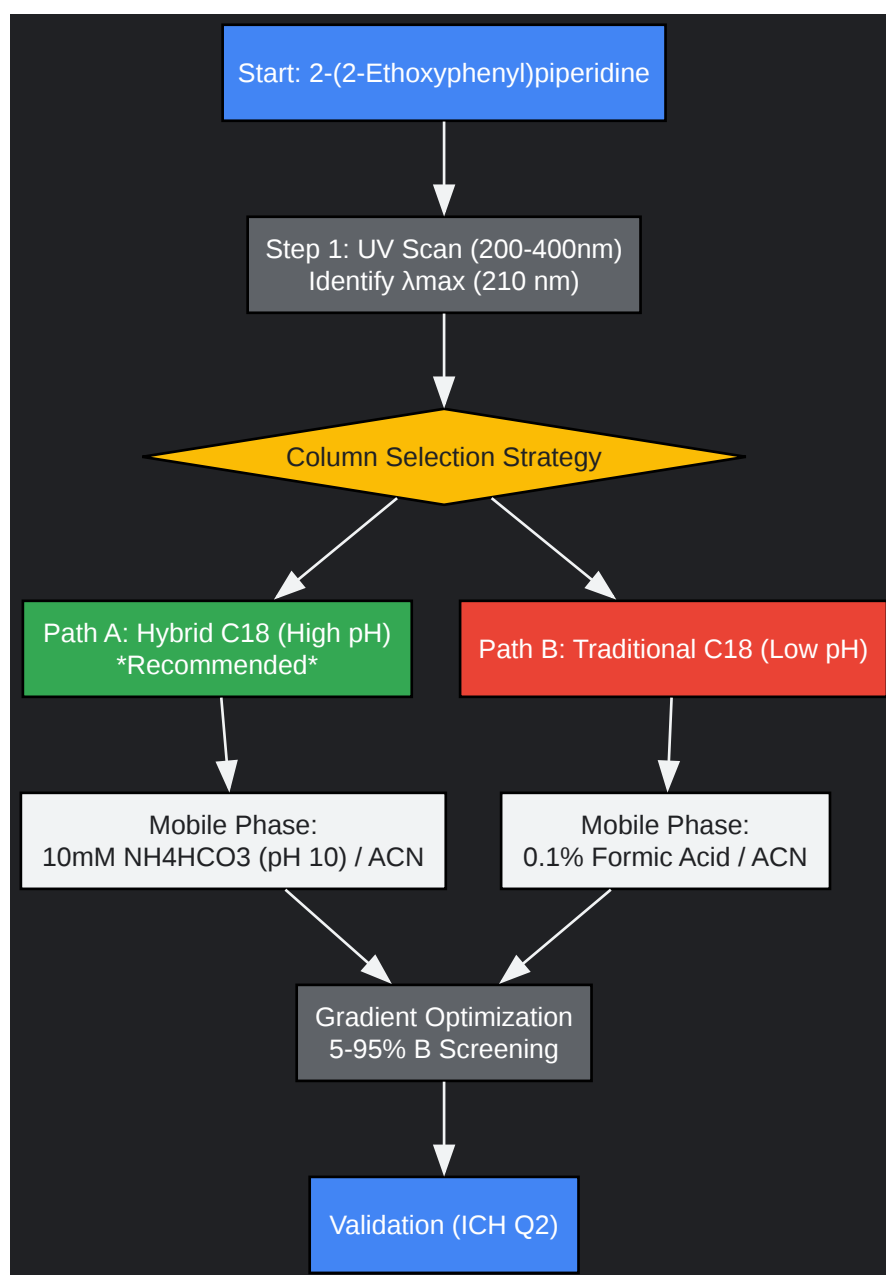 Start: 2-(2-Ethoxyphenyl)piperidine
Step 1: UV Scan (200-400nm)
Identify λmax (210 nm)
Column Selection Strategy
Path A: Hybrid C18 (High pH)
*Recommended*
Path B: Traditional C18 (Low pH)
Mobile Phase:
10mM NH4HCO3 (pH 10) / ACN
Mobile Phase:
0.1% Formic Acid / ACN
Gradient Optimization
5-95% B Screening
Validation (ICH Q2)